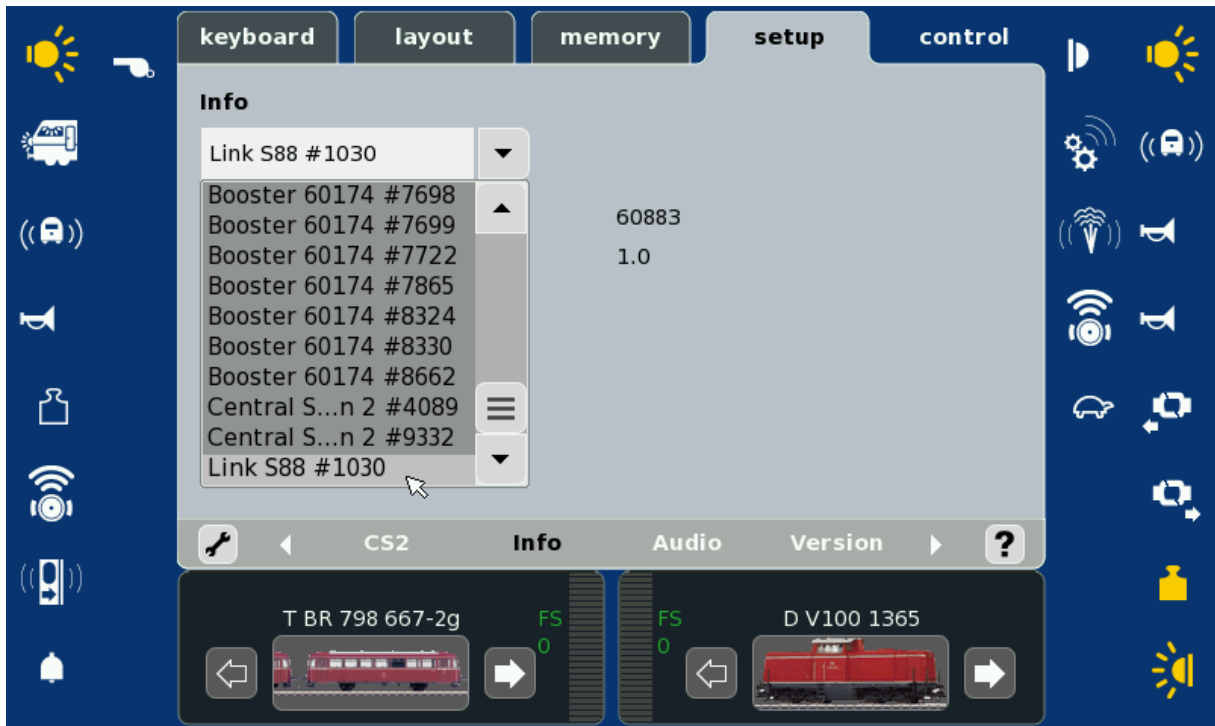 keyboard layout memory setup control
Info
Link S88 #1030
Booster 60174 #7698
Booster 60174 #7699
60883
Booster 60174 #7722
1.0
Booster 60174 #7865
Booster 60174 #8324
Booster 60174 #8330
Booster 60174 #8662
Central S...n 2 #4089
Central S...n 2 #9332
Link S88 #1030
CS2 Info Audio Version ?
T BR 798 667-2g FS FS D V100 1365
0 0